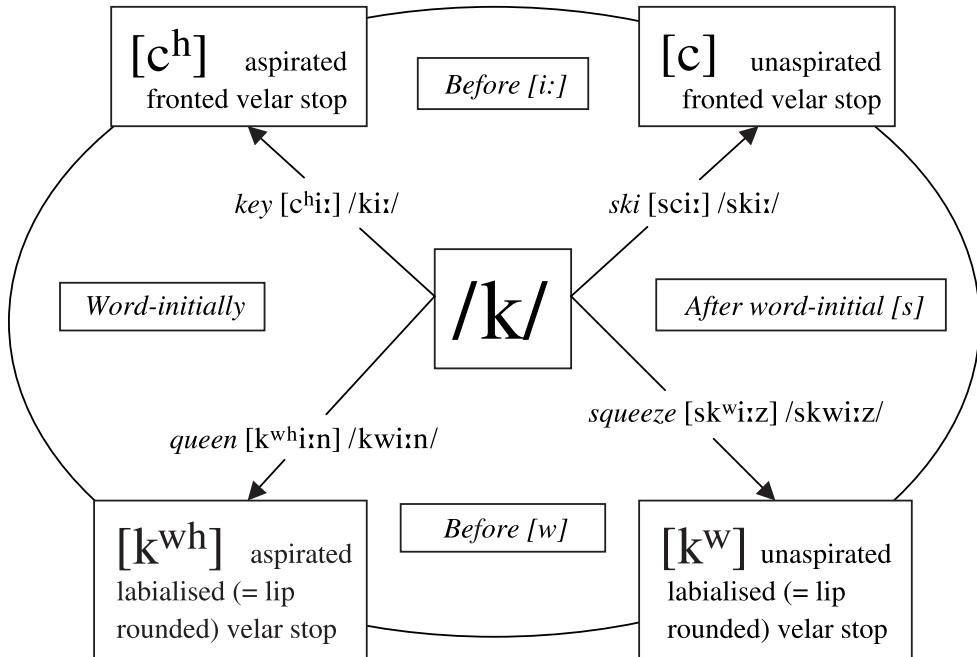 [cʰ] aspirated
fronted velar stop
Before [i:]
[c] unaspirated
fronted velar stop
key [cʰiː] /kiː/
ski [sciː] /skiː/
Word-initially
/k/
After word-initial [s]
queen [kʷʰiːn] /kwiːn/
squeeze [skʷiːz] /skwiːz/
[kʷʰ] aspirated
labialised (= lip
rounded) velar stop
Before [w]
[kʷ] unaspirated
labialised (= lip
rounded) velar stop